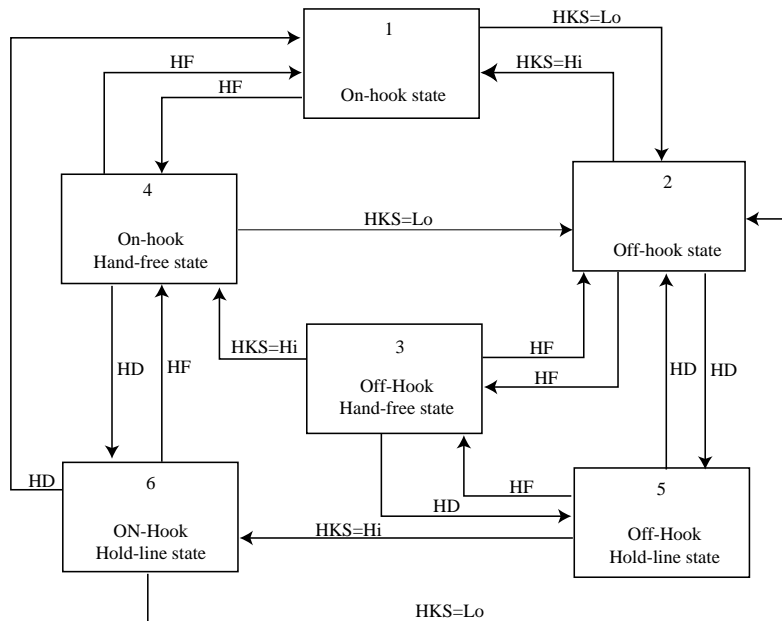 1
On-hook state
HKS=Lo
HKS=Hi
HF
HF
4
On-hook
Hand-free state
HKS=Lo
2
Off-hook state
HKS=Hi
3
Off-Hook
Hand-free state
HF
HF
HD
HF
HD
HD
HD
6
ON-Hook
Hold-line state
HD
HF
HKS=Hi
5
Off-Hook
Hold-line state
HKS=Lo